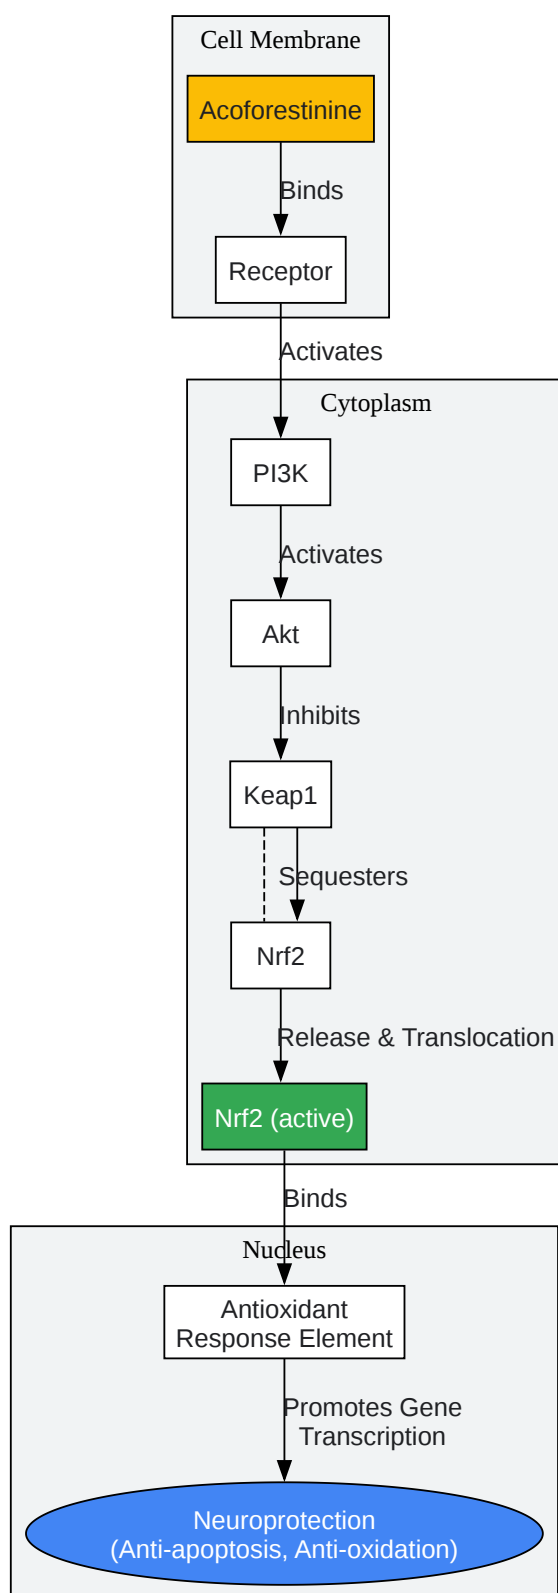 Cell Membrane
Acoforestinine
Binds
Receptor
Activates
Cytoplasm
PI3K
Activates
Akt
Inhibits
Keap1
Sequesters
Nrf2
Release & Translocation
Nrf2 (active)
Binds
Nucleus
Antioxidant
Response Element
Promotes Gene
Transcription
Neuroprotection
(Anti-apoptosis, Anti-oxidation)